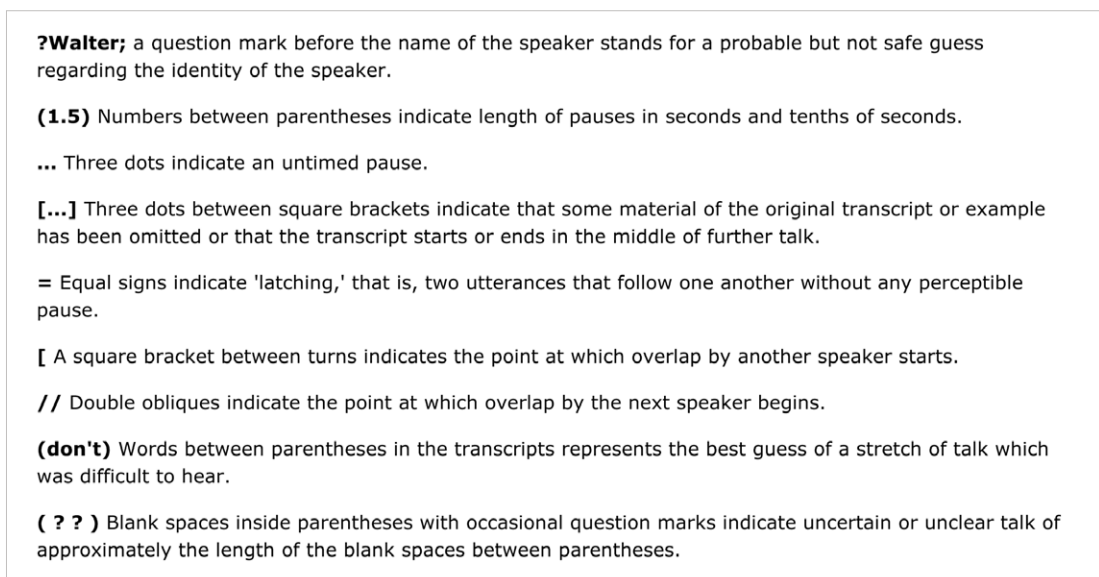 ?Walter; a question mark before the name of the speaker stands for a probable but not safe guess
regarding the identity of the speaker.
(1.5) Numbers between parentheses indicate length of pauses in seconds and tenths of seconds.
... Three dots indicate an untimed pause.
[...] Three dots between square brackets indicate that some material of the original transcript or example
has been omitted or that the transcript starts or ends in the middle of further talk.
= Equal signs indicate 'latching,' that is, two utterances that follow one another without any perceptible
pause.
[ A square bracket between turns indicates the point at which overlap by another speaker starts.
// Double obliques indicate the point at which overlap by the next speaker begins.
(don't) Words between parentheses in the transcripts represents the best guess of a stretch of talk which
was difficult to hear.
( ? ? ) Blank spaces inside parentheses with occasional question marks indicate uncertain or unclear talk of
approximately the length of the blank spaces between parentheses.